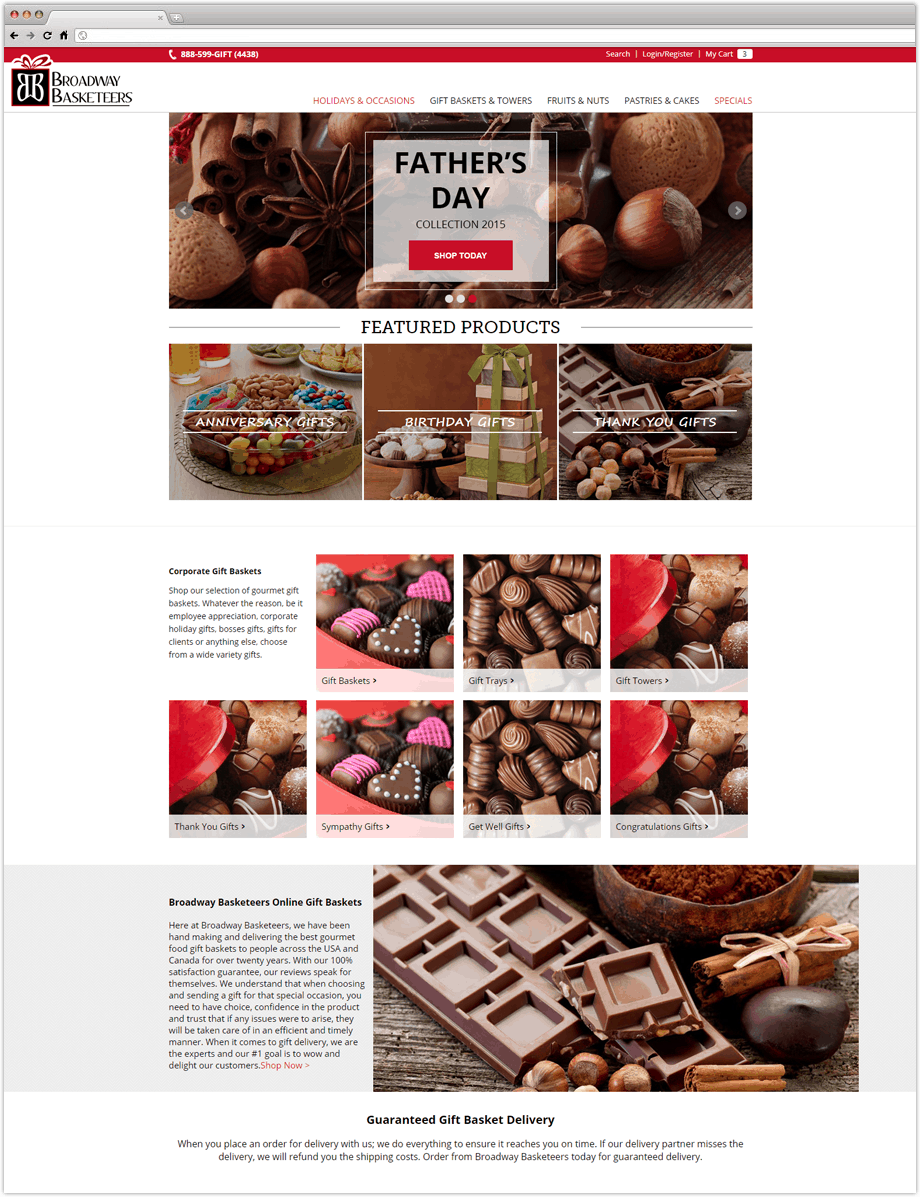 888-599-GIFT (4438)
Search | Login/Register | My Cart 3
BB
BROADWAY
BASKETEERS
HOLIDAYS & OCCASIONS GIFT BASKETS & TOWERS FRUITS & NUTS PASTRIES & CAKES SPECIALS
FATHER'S
DAY
COLLECTION 2015
SHOP TODAY
FEATURED PRODUCTS
ANNIVERSARY GIFTS BIRTHDAY GIFTS THANK YOU GIFTS
Corporate Gift Baskets
Shop our selection of gourmet gift
baskets. Whatever the reason, be it
employee appreciation, corporate
holiday gifts, bosses gifts, gifts for
clients or anything else, choose
from a wide variety gifts.
Gift Baskets > Gift Trays > Gift Towers >
Thank You Gifts > Sympathy Gifts > Get Well Gifts > Congratulations Gifts >
Broadway Basketeers Online Gift Baskets
Here at Broadway Basketeers, we have been
hand making and delivering the best gourmet
food gift baskets to people across the USA and
Canada for over twenty years. With our 100%
satisfaction guarantee, our reviews speak for
themselves. We understand that when choosing
and sending a gift for that special occasion, you
need to have choice, confidence in the product
and trust that if any issues were to arise, they
will be taken care of in an efficient and timely
manner. When it comes to gift delivery, we are
the experts and our #1 goal is to wow and
delight our customers.Shop Now >
Guaranteed Gift Basket Delivery
When you place an order for delivery with us; we do everything to ensure it reaches you on time. If our delivery partner misses the
delivery, we will refund you the shipping costs. Order from Broadway Basketeers today for guaranteed delivery.